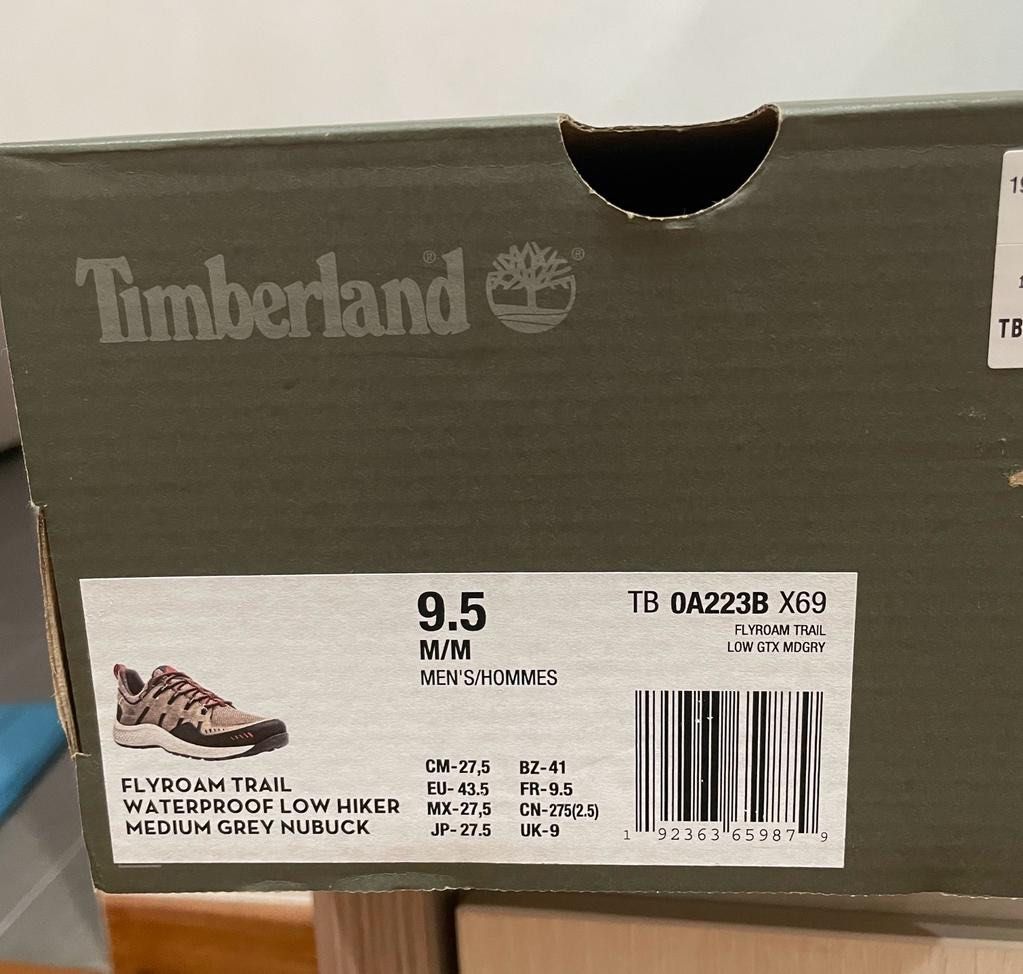 Timberland®
®
19
1
TB
9.5
M/M
MEN'S/HOMMES
TB 0A223B X69
FLYROAM TRAIL
LOW GTX MDGRY
FLYROAM TRAIL
WATERPROOF LOW HIKER
MEDIUM GREY NUBUCK
CM-27,5 BZ-41
EU-43.5 FR-9.5
MX-27,5 CN-275(2.5)
JP-27.5 UK-9
1 92363 65987 9